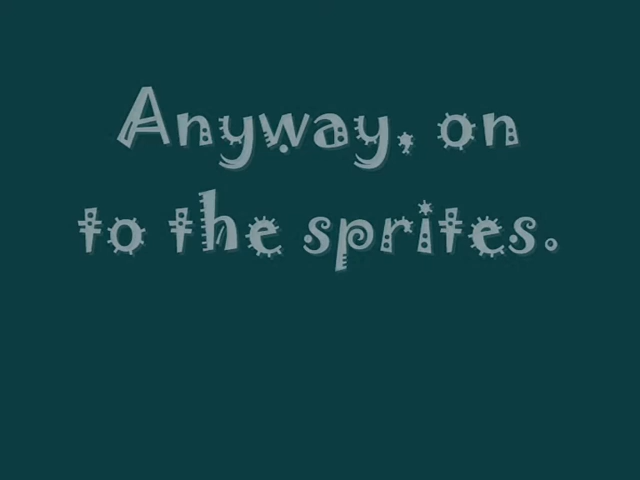 Anyway, on
to the sprites.